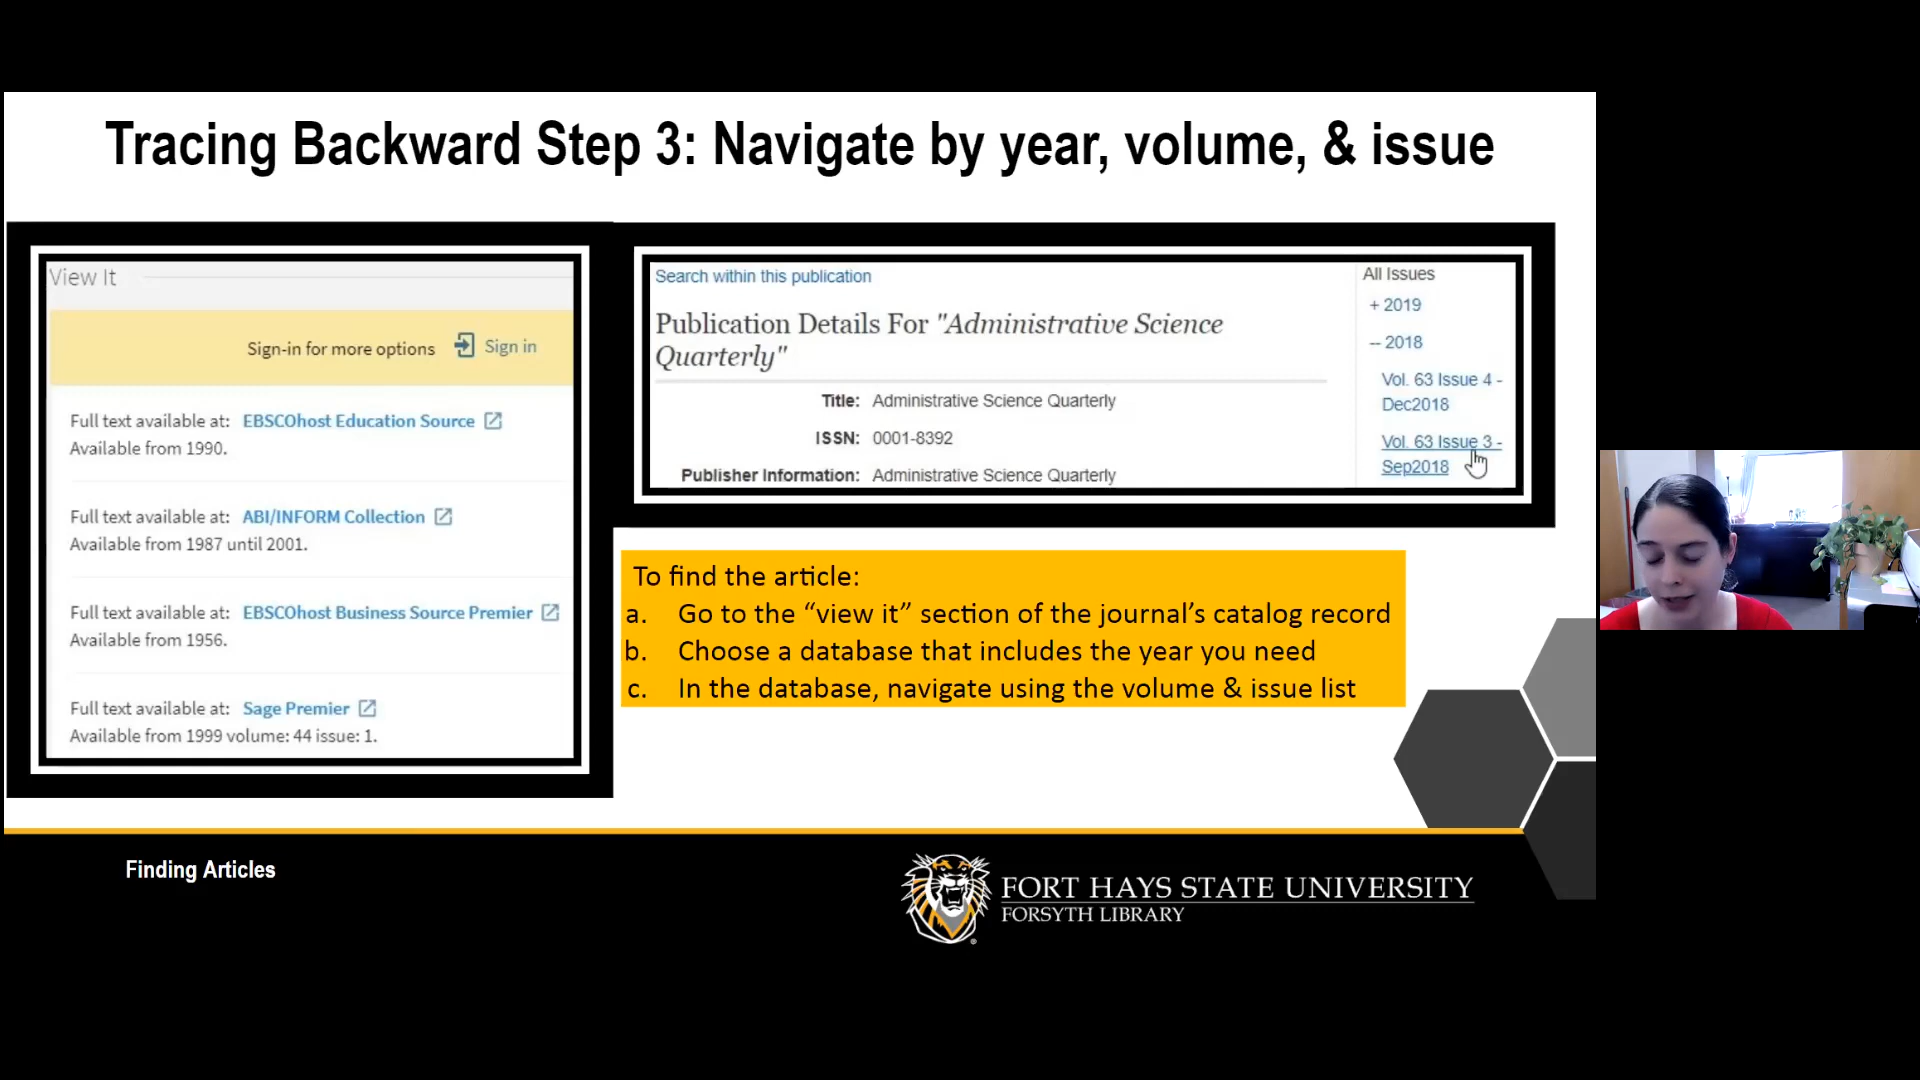 Tracing Backward Step 3: Navigate by year, volume, & issue
View It
Sign-in for more options Sign in
Full text available at: EBSCOhost Education Source
Available from 1990.
Full text available at: ABI/INFORM Collection
Available from 1987 until 2001.
Full text available at: EBSCOhost Business Source Premier
Available from 1956.
Full text available at: Sage Premier
Available from 1999 volume: 44 issue: 1.
Search within this publication
Publication Details For "Administrative Science
Quarterly"
Title: Administrative Science Quarterly
ISSN: 0001-8392
Publisher Information: Administrative Science Quarterly
All Issues
+ 2019
-- 2018
Vol. 63 Issue 4 -
Dec2018
Vol. 63 Issue 3 -
Sep2018
To find the article:
a. Go to the “view it” section of the journal’s catalog record
b. Choose a database that includes the year you need
c. In the database, navigate using the volume & issue list
Finding Articles
FORT HAYS STATE UNIVERSITY
FORSYTH LIBRARY